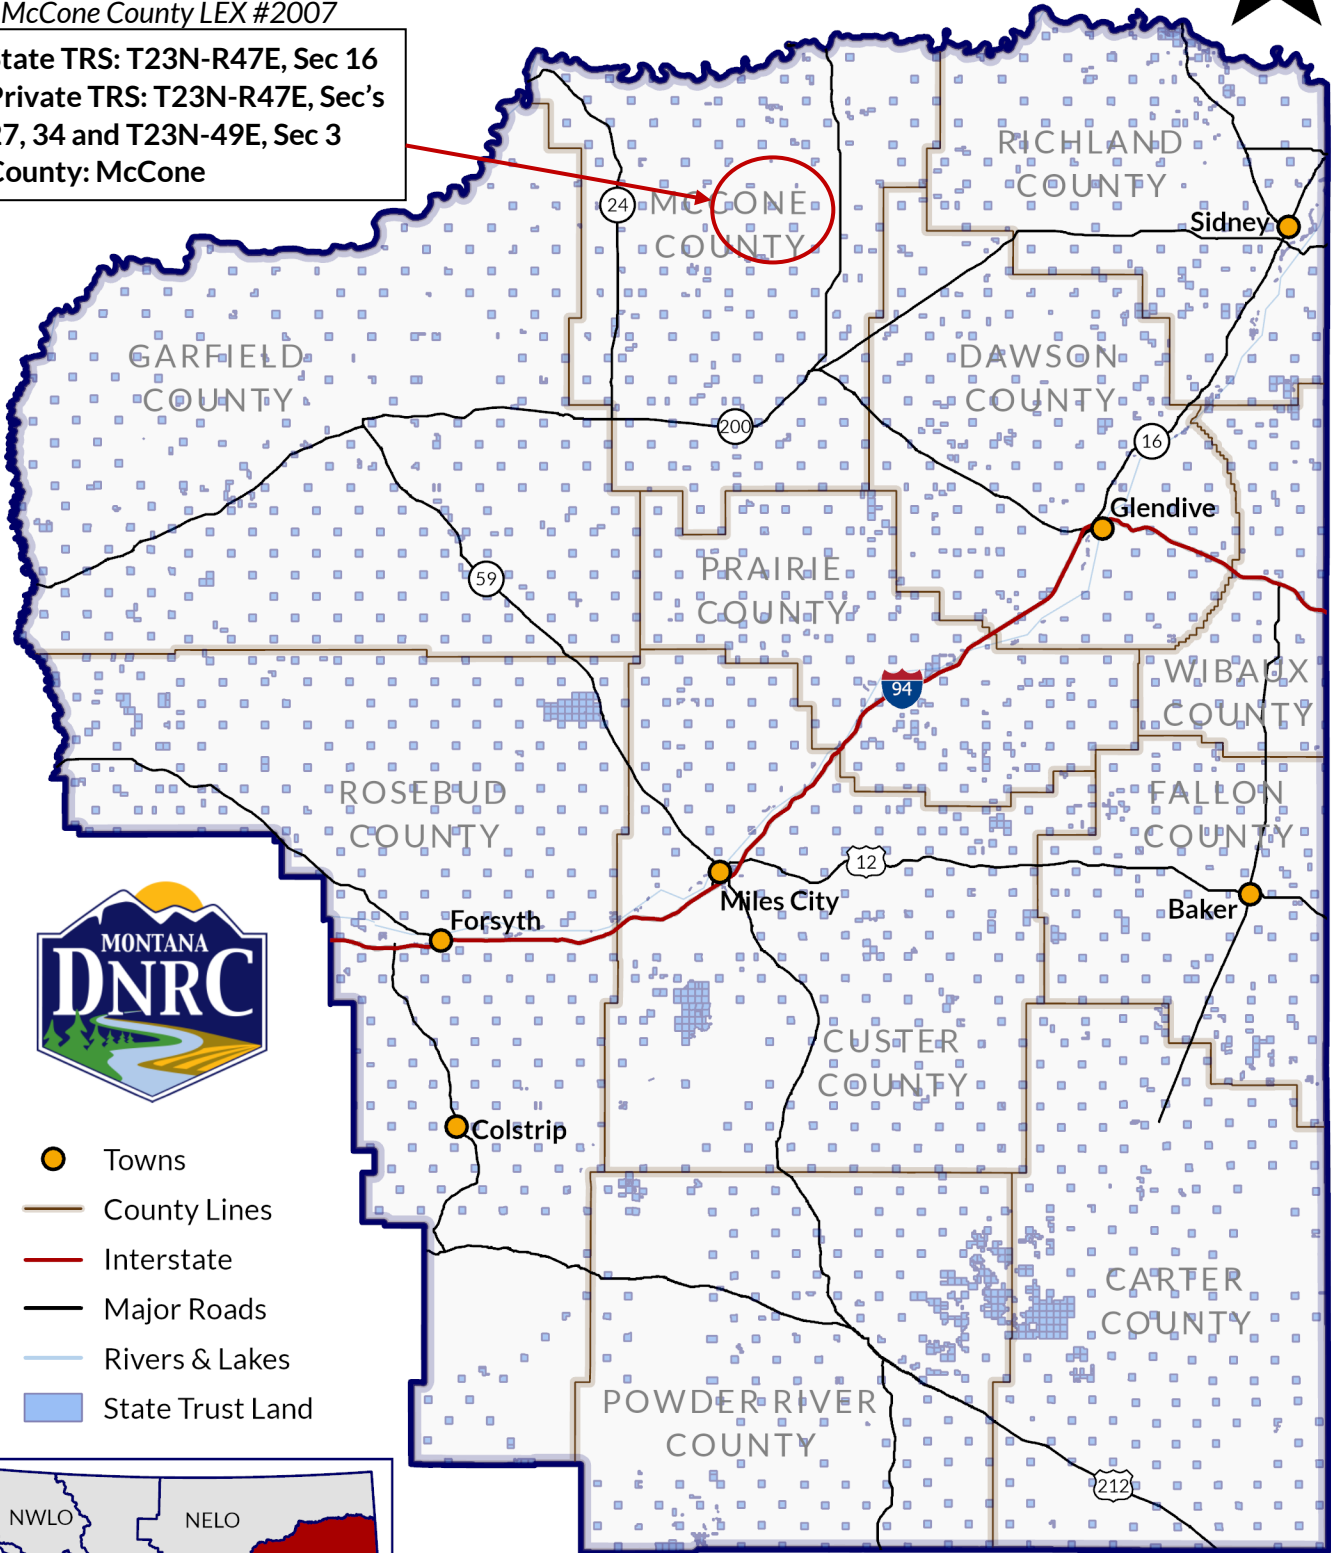 McCone County LEX #2007
tate TRS: T23N-R47E, Sec 16
Private TRS: T23N-R47E, Sec's
27, 34 and T23N-49E, Sec 3
County: McCone
RICHLAND
COUNTY
24
MCCONE
COUNTY
Sidney
GARFIELD
COUNTY
DAWSON
COUNTY
200
16
Glendive
59
PRAIRIE
COUNTY
94
WIBAUX
COUNTY
ROSEBUD
COUNTY
FALLON
COUNTY
12
Miles City
Baker
Forsyth
MONTANA
DNRC
CUSTER
COUNTY
Colstrip
Towns
County Lines
Interstate
Major Roads
Rivers & Lakes
State Trust Land
CARTER
COUNTY
POWDER RIVER
COUNTY
212
NWLO
NELO